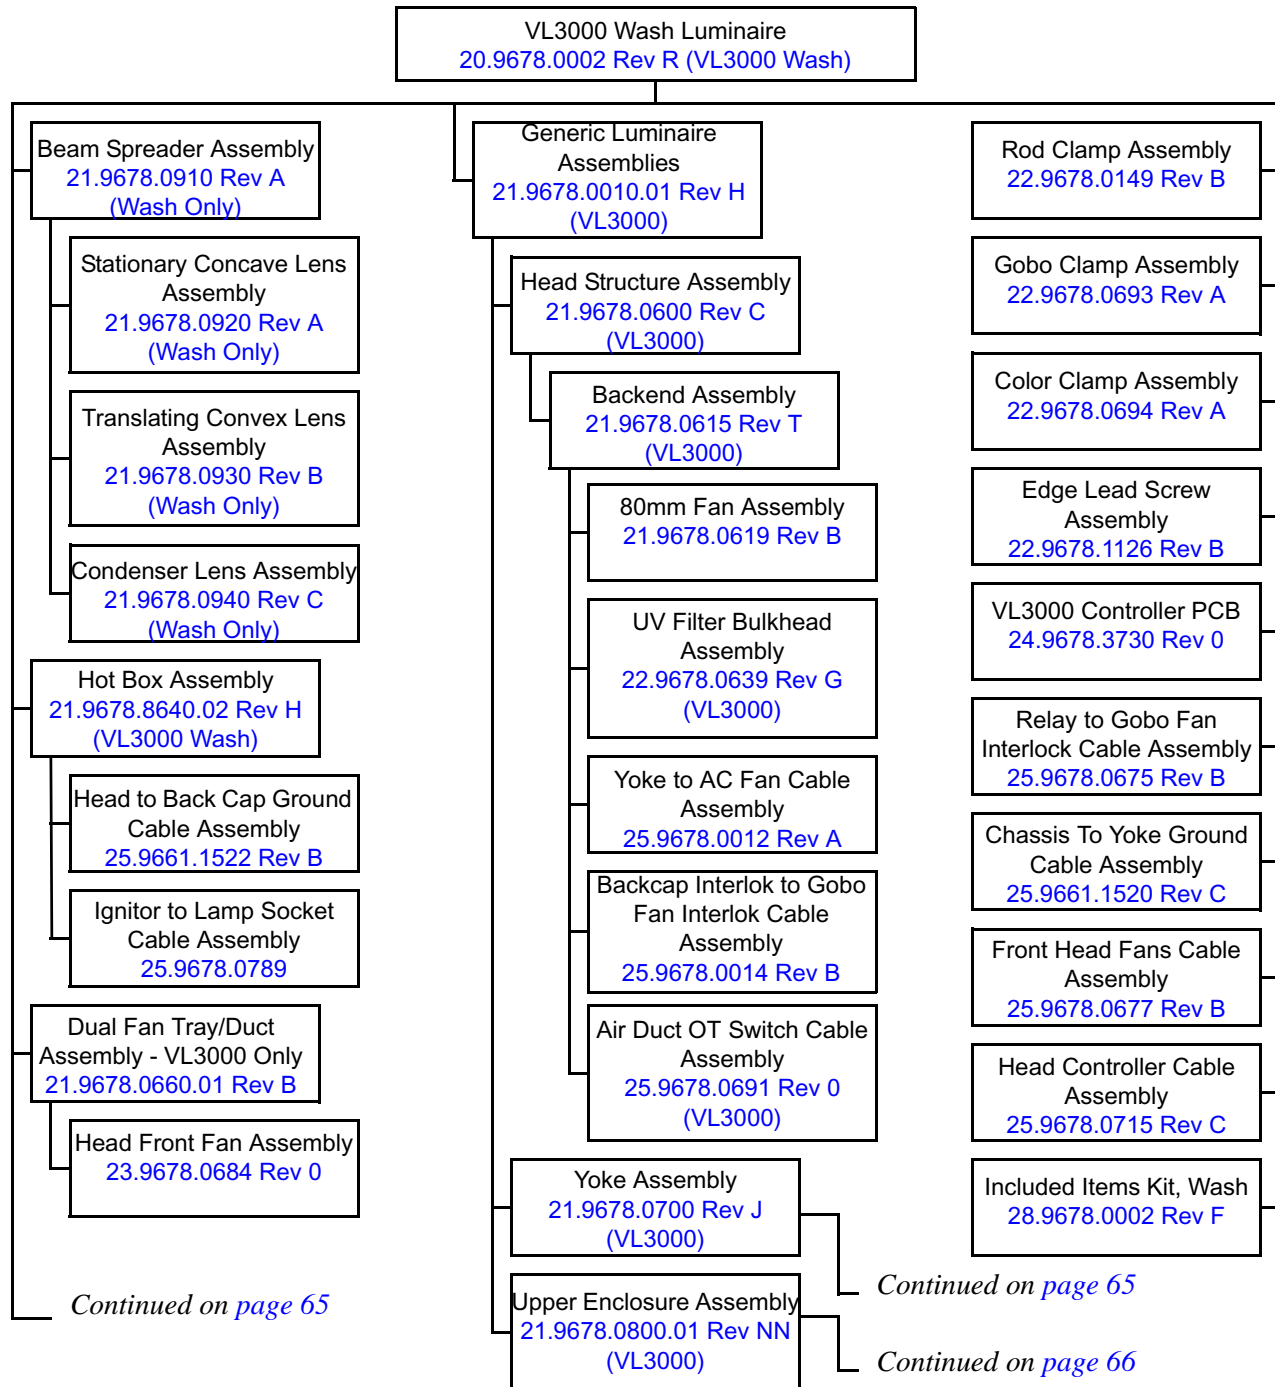 VL3000 Wash Luminaire
20.9678.0002 Rev R (VL3000 Wash)
Beam Spreader Assembly
21.9678.0910 Rev A
(Wash Only)
Stationary Concave Lens
Assembly
21.9678.0920 Rev A
(Wash Only)
Translating Convex Lens
Assembly
21.9678.0930 Rev B
(Wash Only)
Condenser Lens Assembly
21.9678.0940 Rev C
(Wash Only)
Hot Box Assembly
21.9678.8640.02 Rev H
(VL3000 Wash)
Head to Back Cap Ground
Cable Assembly
25.9661.1522 Rev B
Ignitor to Lamp Socket
Cable Assembly
25.9678.0789
Dual Fan Tray/Duct
Assembly - VL3000 Only
21.9678.0660.01 Rev B
Head Front Fan Assembly
23.9678.0684 Rev 0
Continued on page 65
Generic Luminaire
Assemblies
21.9678.0010.01 Rev H
(VL3000)
Head Structure Assembly
21.9678.0600 Rev C
(VL3000)
Backend Assembly
21.9678.0615 Rev T
(VL3000)
80mm Fan Assembly
21.9678.0619 Rev B
UV Filter Bulkhead
Assembly
22.9678.0639 Rev G
(VL3000)
Yoke to AC Fan Cable
Assembly
25.9678.0012 Rev A
Backcap Interlok to Gobo
Fan Interlok Cable
Assembly
25.9678.0014 Rev B
Air Duct OT Switch Cable
Assembly
25.9678.0691 Rev 0
(VL3000)
Yoke Assembly
21.9678.0700 Rev J
(VL3000)
Continued on page 65
Upper Enclosure Assembly
21.9678.0800.01 Rev NN
(VL3000)
Continued on page 66
Rod Clamp Assembly
22.9678.0149 Rev B
Gobo Clamp Assembly
22.9678.0693 Rev A
Color Clamp Assembly
22.9678.0694 Rev A
Edge Lead Screw
Assembly
22.9678.1126 Rev B
VL3000 Controller PCB
24.9678.3730 Rev 0
Relay to Gobo Fan
Interlock Cable Assembly
25.9678.0675 Rev B
Chassis To Yoke Ground
Cable Assembly
25.9661.1520 Rev C
Front Head Fans Cable
Assembly
25.9678.0677 Rev B
Head Controller Cable
Assembly
25.9678.0715 Rev C
Included Items Kit, Wash
28.9678.0002 Rev F